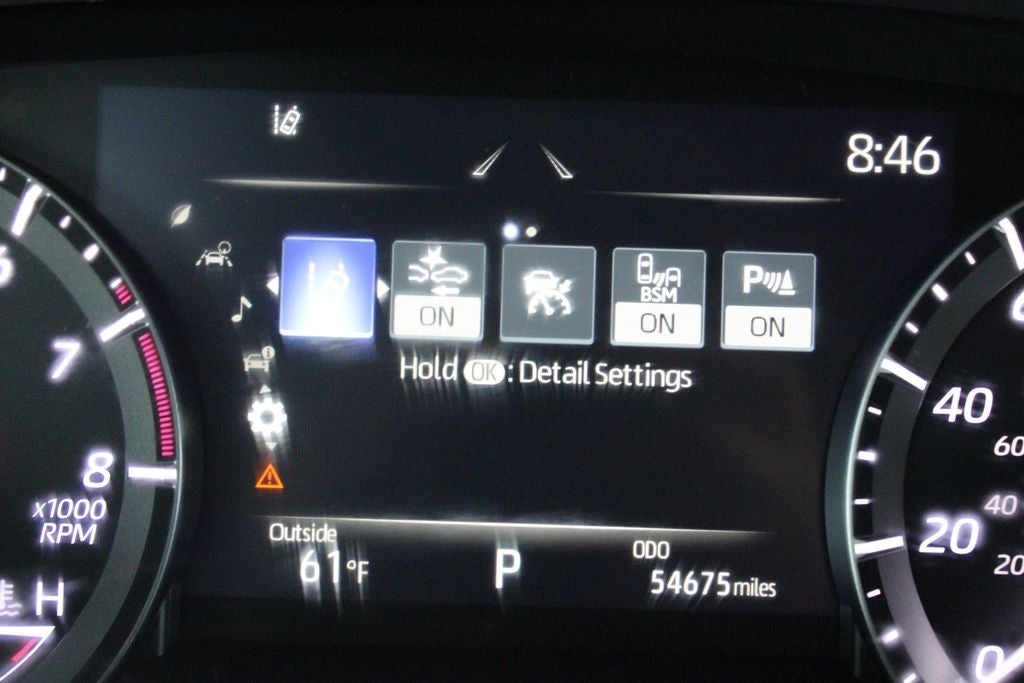 8:46
ON
BSM
ON
P
ON
Hold OK : Detail Settings
7
8
x1000
RPM
H
Outside
61°F
P
ODO
54675 miles
40
60
20
40
20
0